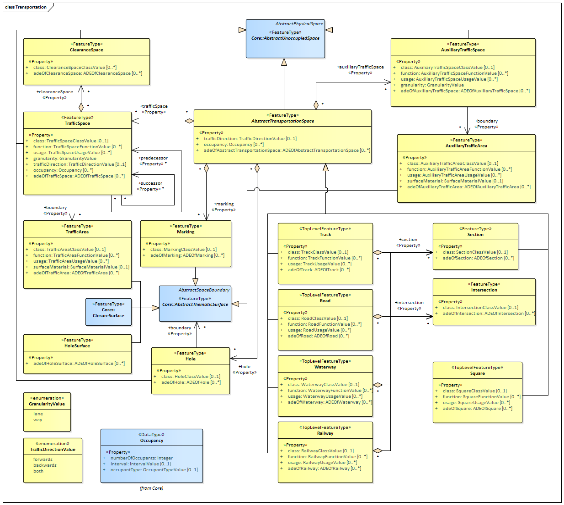 class Transportation
«FeatureType»
ClearanceSpace
«Property»
+ class: ClearanceSpaceClassValue [0..1]
+ adeOfClearanceSpace: ADEOfClearanceSpace [0..*]
AbstractPhysicalSpace
«FeatureType»
Core::AbstractUnoccupiedSpace
«FeatureType»
AuxiliaryTrafficSpace
«Property»
+ class: AuxiliaryTrafficSpaceClassValue [0..1]
+ function: AuxiliaryTrafficSpaceFunctionValue [0..*]
+ usage: AuxiliaryTrafficSpaceUsageValue [0..*]
+ granularity: GranularityValue
+ adeOfAuxiliaryTrafficSpace: ADEOfAuxiliaryTrafficSpace [0..*]
+auxiliaryTrafficSpace
«Property»
+clearanceSpace
«Property»
+trafficSpace
«Property»
«FeatureType»
TrafficSpace
«Property»
+ class: TrafficSpaceClassValue [0..1]
+ function: TrafficSpaceFunctionValue [0..*]
+ usage: TrafficSpaceUsageValue [0..*]
+ granularity: GranularityValue
+ trafficDirection: TrafficDirectionValue [0..1]
+ occupancy: Occupancy [0..*]
+ adeOfTrafficSpace: ADEOfTrafficSpace [0..*]
«FeatureType»
AbstractTransportationSpace
«Property»
+ trafficDirection: TrafficDirectionValue [0..1]
+ occupancy: Occupancy [0..*]
+ adeOfAbstractTransportationSpace: ADEOfAbstractTransportationSpace [0..*]
+predecessor
«Property»
+successor
«Property»
+boundary
«Property»
«FeatureType»
AuxiliaryTrafficArea
«Property»
+ class: AuxiliaryTrafficAreaClassValue [0..1]
+ function: AuxiliaryTrafficAreaFunctionValue [0..*]
+ usage: AuxiliaryTrafficAreaUsageValue [0..*]
+ surfaceMaterial: SurfaceMaterialValue [0..1]
+ adeOfAuxiliaryTrafficArea: ADEOfAuxiliaryTrafficArea [0..*]
+boundary
«Property»
+marking
«Property»
«FeatureType»
TrafficArea
«Property»
+ class: TrafficAreaClassValue [0..1]
+ function: TrafficAreaFunctionValue [0..*]
+ usage: TrafficAreaUsageValue [0..*]
+ surfaceMaterial: SurfaceMaterialValue [0..1]
+ adeOfTrafficArea: ADEOfTrafficArea [0..*]
«FeatureType»
Marking
«Property»
+ class: MarkingClassValue [0..1]
+ adeOfMarking: ADEOfMarking [0..*]
«TopLevelFeatureType»
Track
«Property»
+ class: TrackClassValue [0..1]
+ function: TrackFunctionValue [0..*]
+ usage: TrackUsageValue [0..*]
+ adeOfTrack: ADEOfTrack [0..*]
+section
«Property»
«FeatureType»
Section
«Property»
+ class: SectionClassValue [0..1]
+ adeOfSection: ADEOfSection [0..*]
«FeatureType»
Core::
ClosureSurface
AbstractSpaceBoundary
«FeatureType»
Core::AbstractThematicSurface
«TopLevelFeatureType»
Road
«Property»
+ class: RoadClassValue [0..1]
+ function: RoadFunctionValue [0..*]
+ usage: RoadUsageValue [0..*]
+ adeOfRoad: ADEOfRoad [0..*]
+intersection
«Property»
«FeatureType»
Intersection
«Property»
+ class: IntersectionClassValue [0..1]
+ adeOfIntersection: ADEOfIntersection [0..*]
«FeatureType»
HoleSurface
«Property»
+ adeOfHoleSurface: ADEOfHoleSurface [0..*]
+boundary
«Property»
«FeatureType»
Hole
«Property»
+ class: HoleClassValue [0..1]
+ adeOfHole: ADEOfHole [0..*]
+hole
«Property»
«TopLevelFeatureType»
Waterway
«Property»
+ class: WaterwayClassValue [0..1]
+ function: WaterwayFunctionValue [0..*]
+ usage: WaterwayUsageValue [0..*]
+ adeOfWaterway: ADEOfWaterway [0..*]
«TopLevelFeatureType»
Square
«Property»
+ class: SquareClassValue [0..1]
+ function: SquareFunctionValue [0..*]
+ usage: SquareUsageValue [0..*]
+ adeOfSquare: ADEOfSquare [0..*]
«enumeration»
GranularityValue
lane
way
«enumeration»
TrafficDirectionValue
forwards
backwards
both
«DataType»
Occupancy
«Property»
+ numberOfOccupants: Integer
+ interval: IntervalValue [0..1]
+ occupantType: OccupantTypeValue [0..1]
(from Core)
«TopLevelFeatureType»
Railway
«Property»
+ class: RailwayClassValue [0..1]
+ function: RailwayFunctionValue [0..*]
+ usage: RailwayUsageValue [0..*]
+ adeOfRailway: ADEOfRailway [0..*]